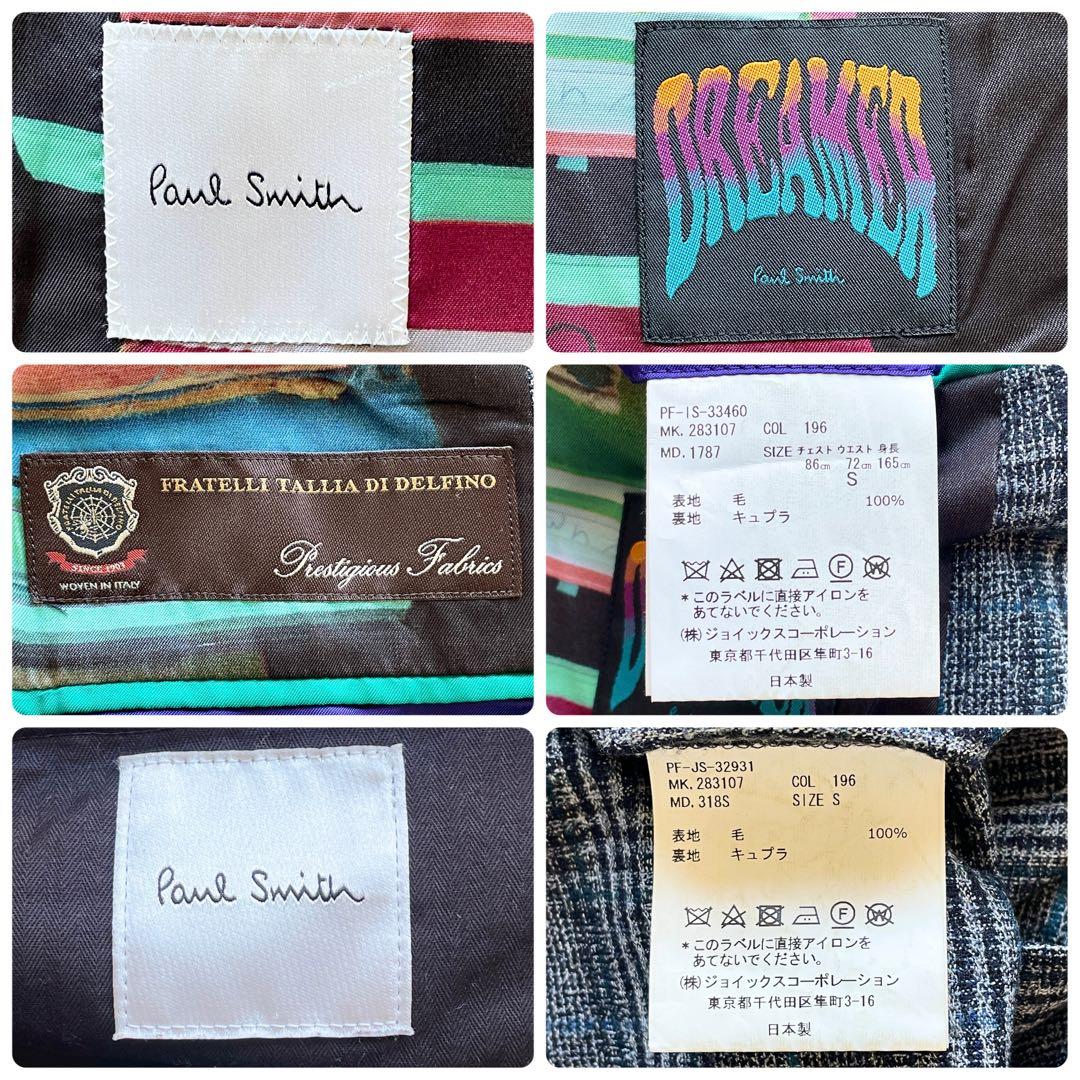 Paul Smith
DREAMER
Paul Smith
FRATELLI TALLIA DI DELFINO
FRATELLI TALLIA DI DELFINO
SINCE 1903
Prestigious Fabrics
WOVEN IN ITALY
PF-IS-33460
MK. 283107 COL 196
MD. 1787 SIZE チェスト ウエスト 身長
86cm 72cm 165cm
S
表地 毛 100%
裏地 キュプラ
F W
*このラベルに直接アイロンを
あてないでください。
(株)ジョイックスコーポレーション
東京都千代田区隼町3-16
日本製
Paul Smith
PF-JS-32931
MK. 283107 COL 196
MD. 318S SIZE S
表地 毛 100%
裏地 キュプラ
F W
*このラベルに直接アイロンを
あてないでください。
(株)ジョイックスコーポレーション
東京都千代田区隼町3-16
日本製